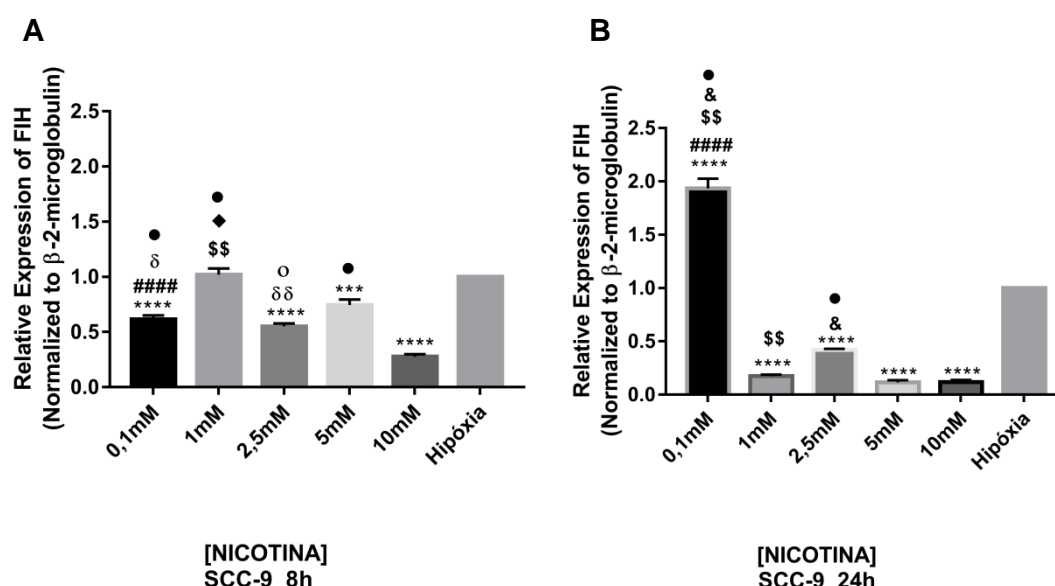 A
Relative Expression of FIH
(Normalized to β-2-microglobulin)
2.5
2.0
1.5
1.0
0.5
0.0
●
δ
####
****
●
◆
$$
o
δδ
****
●
***
****
0,1mM
1mM
2,5mM
5mM
10mM
Hipóxia
[NICOTINA]
SCC-9 8h
B
Relative Expression of FIH
(Normalized to β-2-microglobulin)
2.5
2.0
1.5
1.0
0.5
0.0
●
&
$$
####
****
$$
****
●
&
****
****
****
0,1mM
1mM
2,5mM
5mM
10mM
Hipóxia
[NICOTINA]
SCC-9 24h